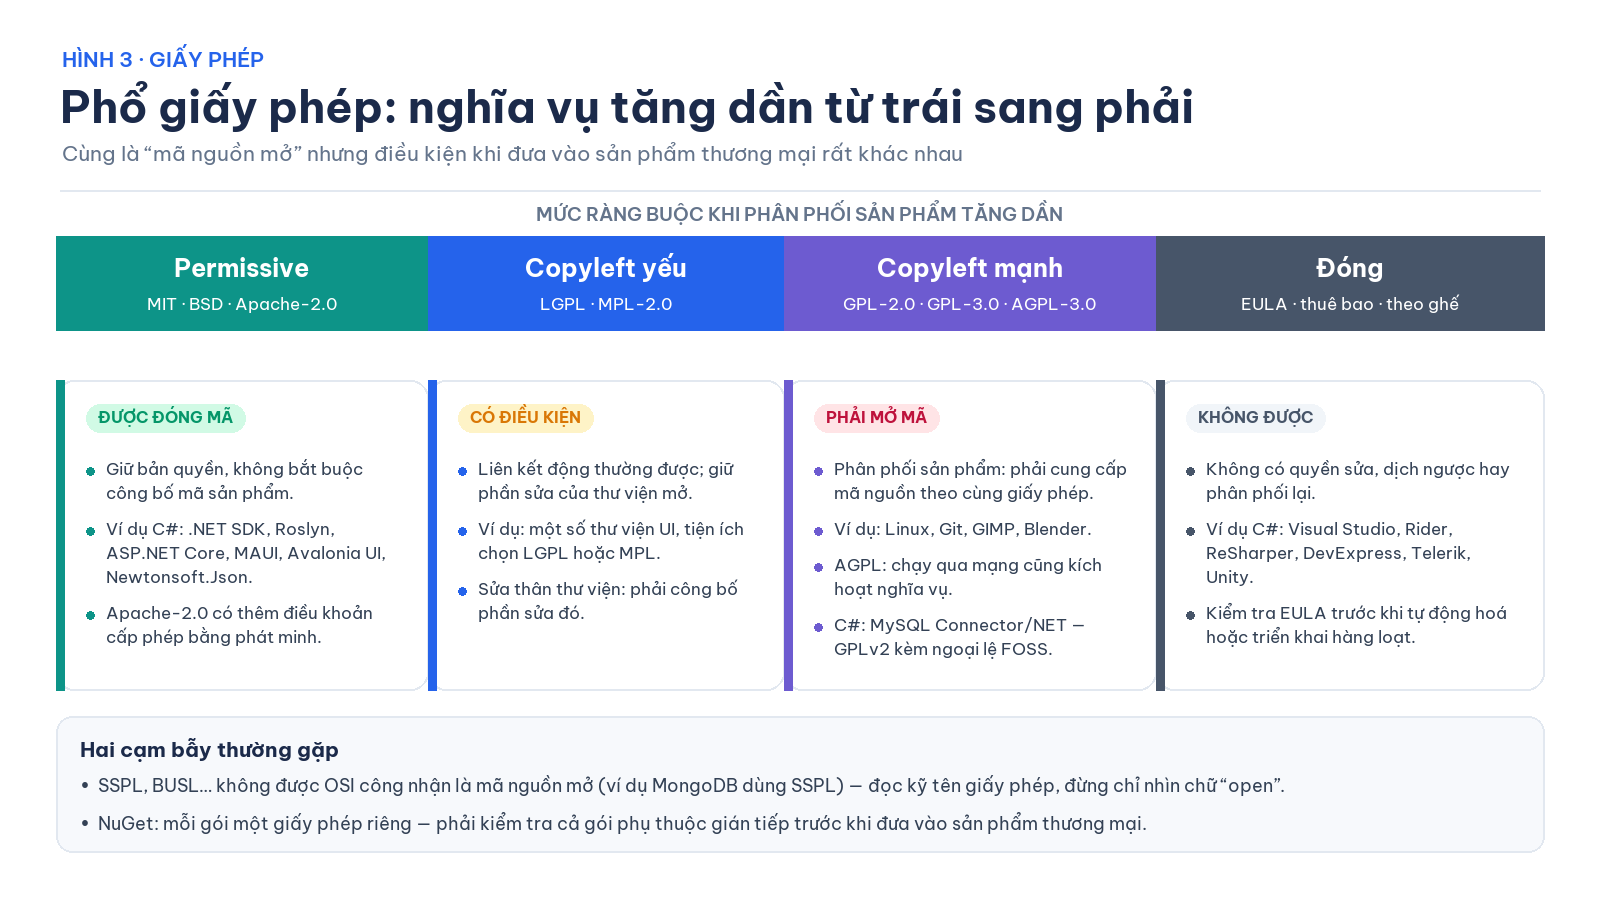 HÌNH 3 · GIẤY PHÉP
Phổ giấy phép: nghĩa vụ tăng dần từ trái sang phải
Cùng là “mã nguồn mở” nhưng điều kiện khi đưa vào sản phẩm thương mại rất khác nhau
MỨC RÀNG BUỘC KHI PHÂN PHỐI SẢN PHẨM TĂNG DẦN
Permissive
MIT · BSD · Apache-2.0
Copyleft yếu
LGPL · MPL-2.0
Copyleft mạnh
GPL-2.0 · GPL-3.0 · AGPL-3.0
Đóng
EULA · thuê bao · theo ghế
ĐƯỢC ĐÓNG MÃ
Giữ bản quyền, không bắt buộc
công bố mã sản phẩm.
Ví dụ C#: .NET SDK, Roslyn,
ASP.NET Core, MAUI, Avalonia UI,
Newtonsoft.Json.
Apache-2.0 có thêm điều khoản
cấp phép bằng phát minh.
CÓ ĐIỀU KIỆN
Liên kết động thường được; giữ
phần sửa của thư viện mở.
Ví dụ: một số thư viện UI, tiện ích
chọn LGPL hoặc MPL.
Sửa thân thư viện: phải công bố
phần sửa đó.
PHẢI MỞ MÃ
Phân phối sản phẩm: phải cung cấp
mã nguồn theo cùng giấy phép.
Ví dụ: Linux, Git, GIMP, Blender.
AGPL: chạy qua mạng cũng kích
hoạt nghĩa vụ.
C#: MySQL Connector/NET —
GPLv2 kèm ngoại lệ FOSS.
KHÔNG ĐƯỢC
Không có quyền sửa, dịch ngược hay
phân phối lại.
Ví dụ C#: Visual Studio, Rider,
ReSharper, DevExpress, Telerik,
Unity.
Kiểm tra EULA trước khi tự động hoá
hoặc triển khai hàng loạt.
Hai cạm bẫy thường gặp
• SSPL, BUSL… không được OSI công nhận là mã nguồn mở (ví dụ MongoDB dùng SSPL) — đọc kỹ tên giấy phép, đừng chỉ nhìn chữ “open”.
• NuGet: mỗi gói một giấy phép riêng — phải kiểm tra cả gói phụ thuộc gián tiếp trước khi đưa vào sản phẩm thương mại.